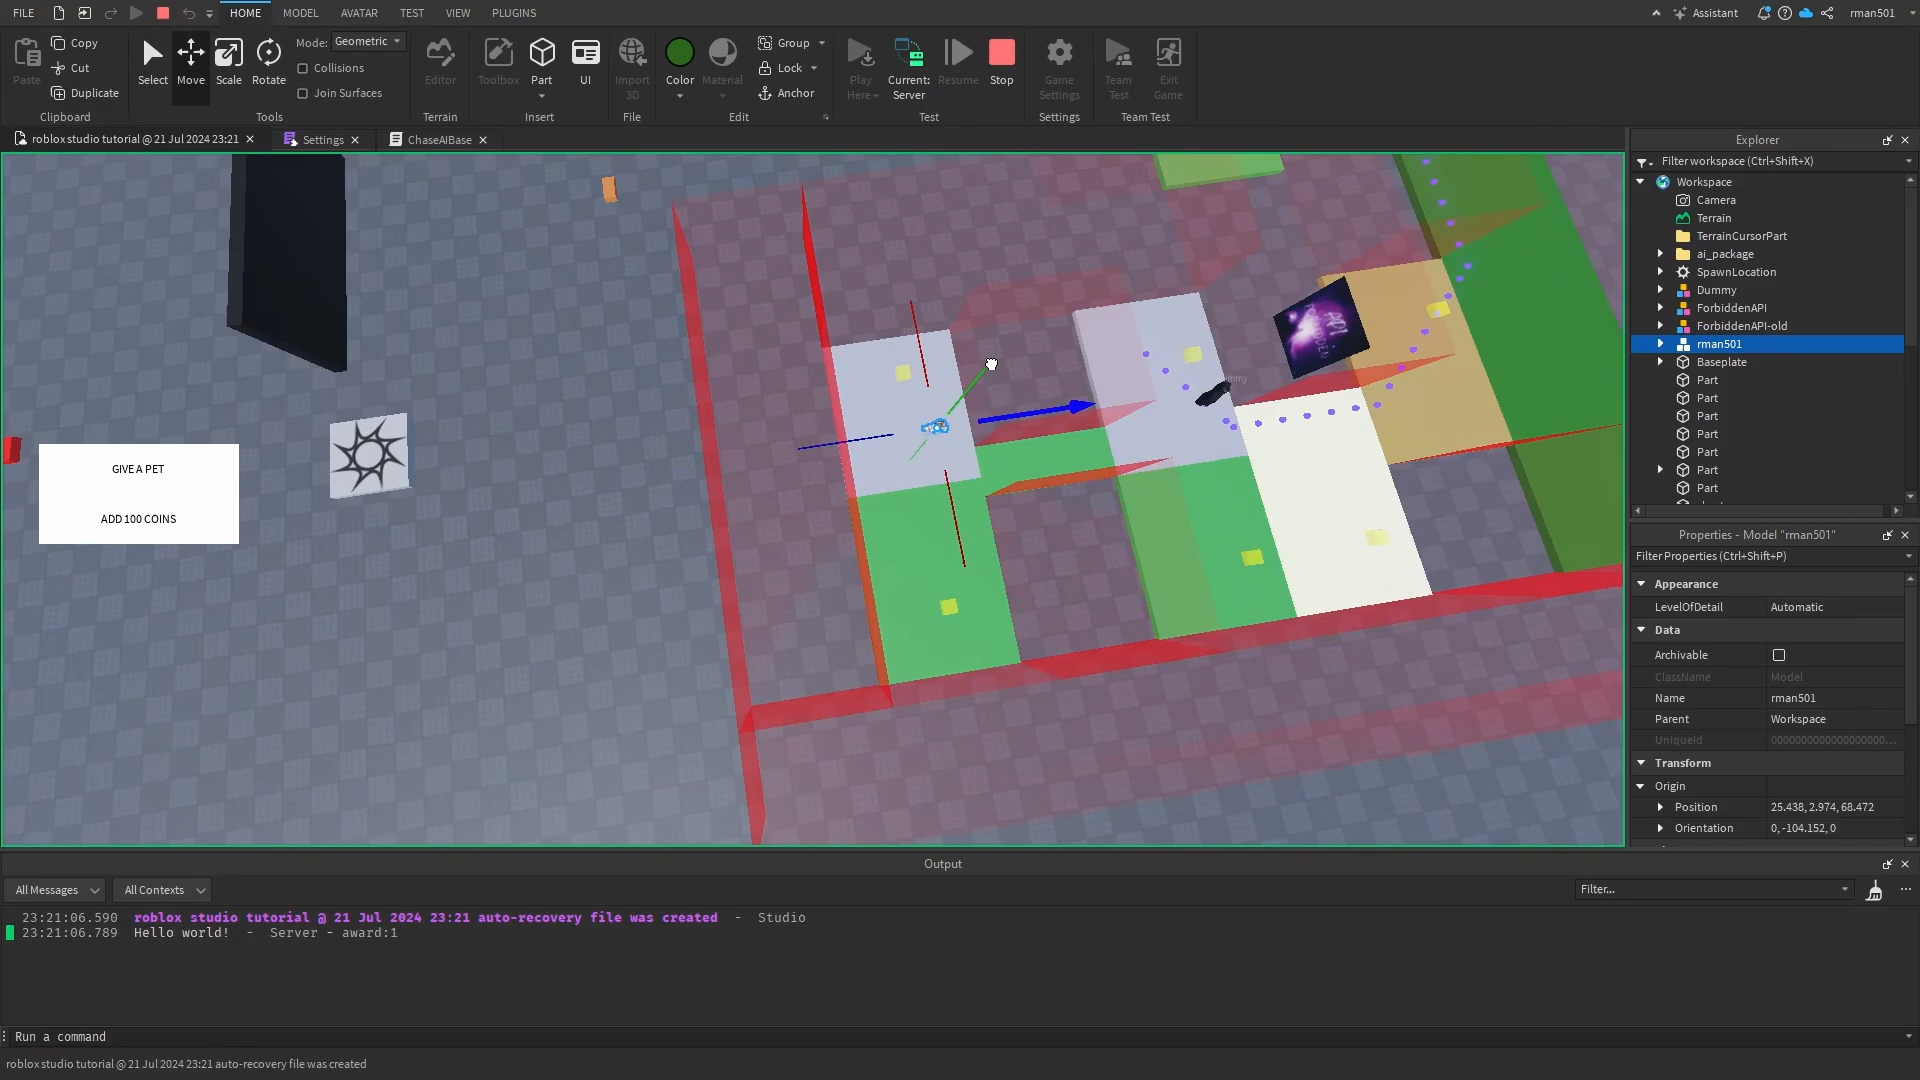 FILE
HOME
MODEL
AVATAR
TEST
VIEW
PLUGINS
Assistant
rman501
Paste
Copy
Cut
Duplicate
Clipboard
Select
Move
Scale
Rotate
Mode: Geometric
Collisions
Join Surfaces
Tools
Editor
Terrain
Toolbox
Part
UI
Insert
Import
3D
File
Color
Material
Group
Lock
Anchor
Edit
Play
Here
Current:
Server
Resume
Stop
Test
Game
Settings
Settings
Team
Test
Exit
Game
Team Test
roblox studio tutorial @ 21 Jul 2024 23:21
Settings
ChaseAIBase
GIVE A PET
ADD 100 COINS
Explorer
Filter workspace (Ctrl+Shift+X)
Workspace
Camera
Terrain
TerrainCursorPart
ai_package
SpawnLocation
Dummy
ForbiddenAPI
ForbiddenAPI-old
rman501
Baseplate
Part
Part
Part
Part
Part
Part
Part
Properties - Model "rman501"
Filter Properties (Ctrl+Shift+P)
Appearance
LevelOfDetail Automatic
Data
Archivable
ClassName Model
Name rman501
Parent Workspace
UniqueId 00000000000000000000...
Transform
Origin
Position 25.438, 2.974, 68.472
Orientation 0, -104.152, 0
Output
All Messages
All Contexts
Filter...
23:21:06.590 roblox studio tutorial @ 21 Jul 2024 23:21 auto-recovery file was created - Studio
23:21:06.789 Hello world! - Server - award:1
Run a command
roblox studio tutorial @ 21 Jul 2024 23:21 auto-recovery file was created